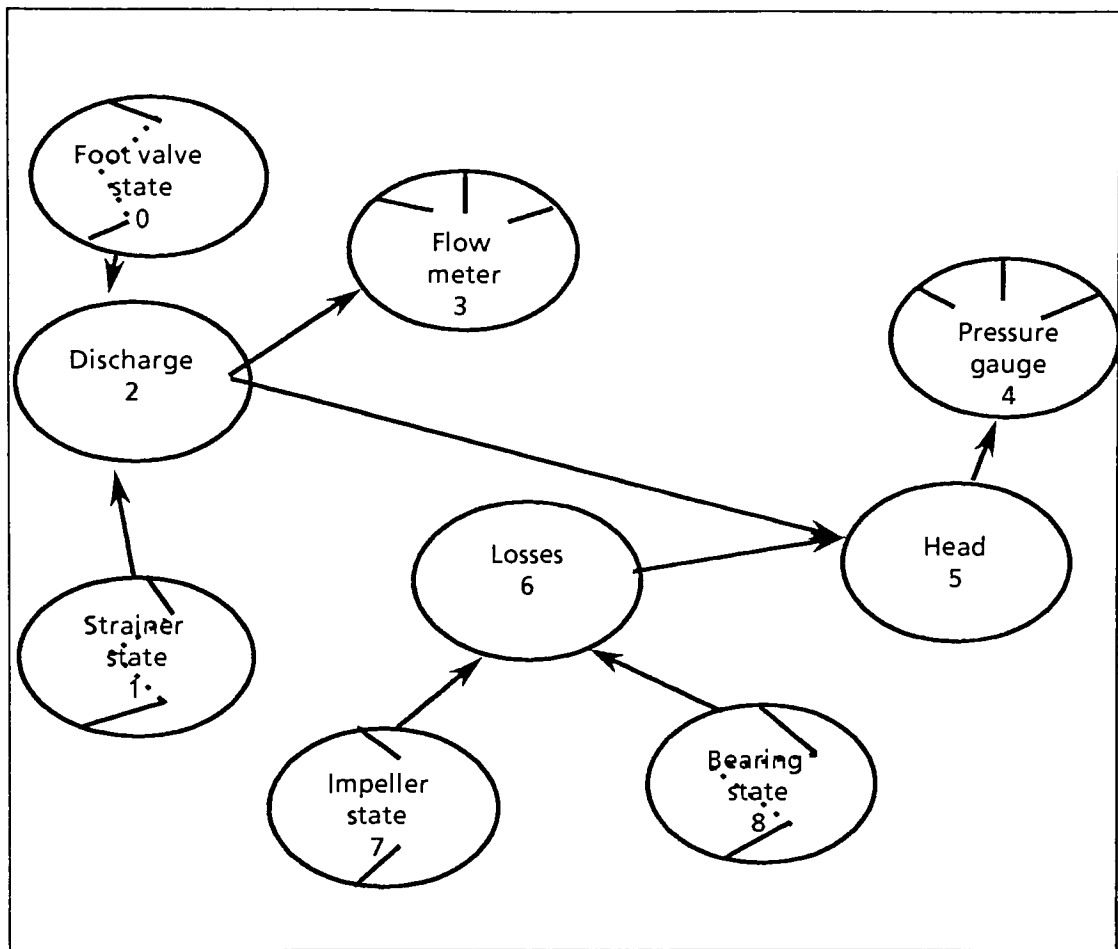 Foot valve
state
0
Flow
meter
3
Pressure
gauge
4
Discharge
2
Losses
6
Head
5
Strainer
state
1
Impeller
state
7
Bearing
state
8